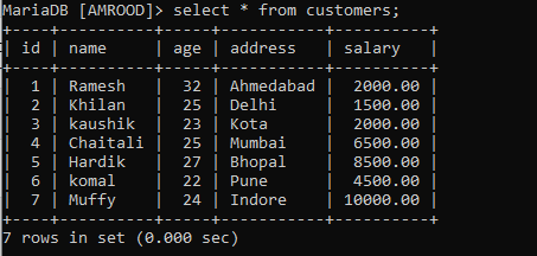 MariaDB [AMROOD]> select * from customers;
+----+----------+-----+-----------+----------+
| id | name     | age | address   | salary   |
+----+----------+-----+-----------+----------+
|  1 | Ramesh   |  32 | Ahmedabad |  2000.00 |
|  2 | Khilan   |  25 | Delhi     |  1500.00 |
|  3 | kaushik  |  23 | Kota      |  2000.00 |
|  4 | Chaitali |  25 | Mumbai    |  6500.00 |
|  5 | Hardik   |  27 | Bhopal    |  8500.00 |
|  6 | komal    |  22 | Pune      |  4500.00 |
|  7 | Muffy    |  24 | Indore    | 10000.00 |
+----+----------+-----+-----------+----------+
7 rows in set (0.000 sec)